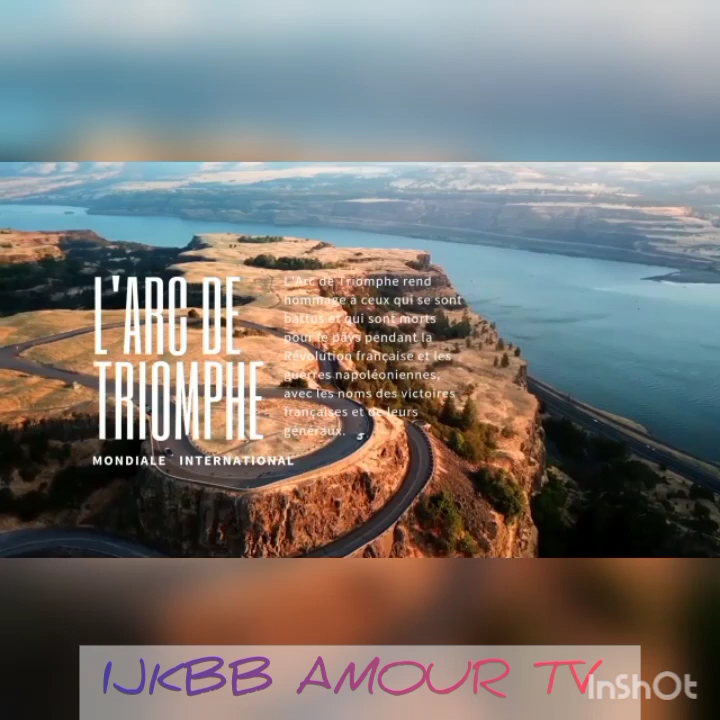 L'ARC DE
TRIOMPHE
MONDIALE INTERNATIONAL
L'Arc de Triomphe rend
hommage à ceux qui se sont
battus et qui sont morts
pour le pays pendant la
Révolution française et les
guerres napoléoniennes,
avec les noms des victoires
françaises et de leurs
généraux.
IJKBB AMOUR TV
InShOt